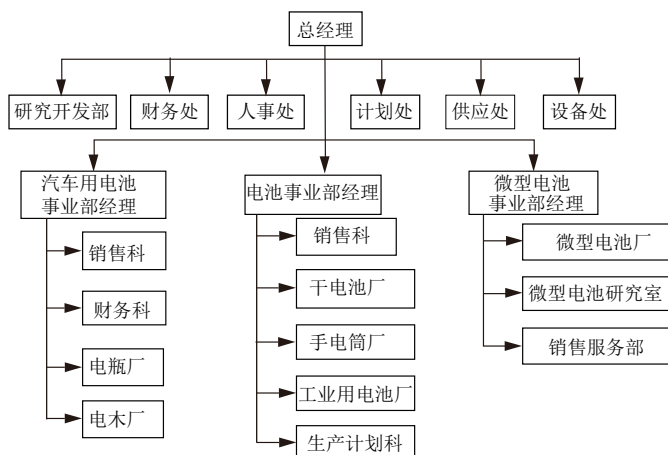 总经理
研究开发部
财务处
人事处
计划处
供应处
设备处
汽车用电池
事业部经理
电池事业部经理
微型电池
事业部经理
销售科
财务科
电瓶厂
电木厂
销售科
干电池厂
手电筒厂
工业用电池厂
生产计划科
微型电池厂
微型电池研究室
销售服务部